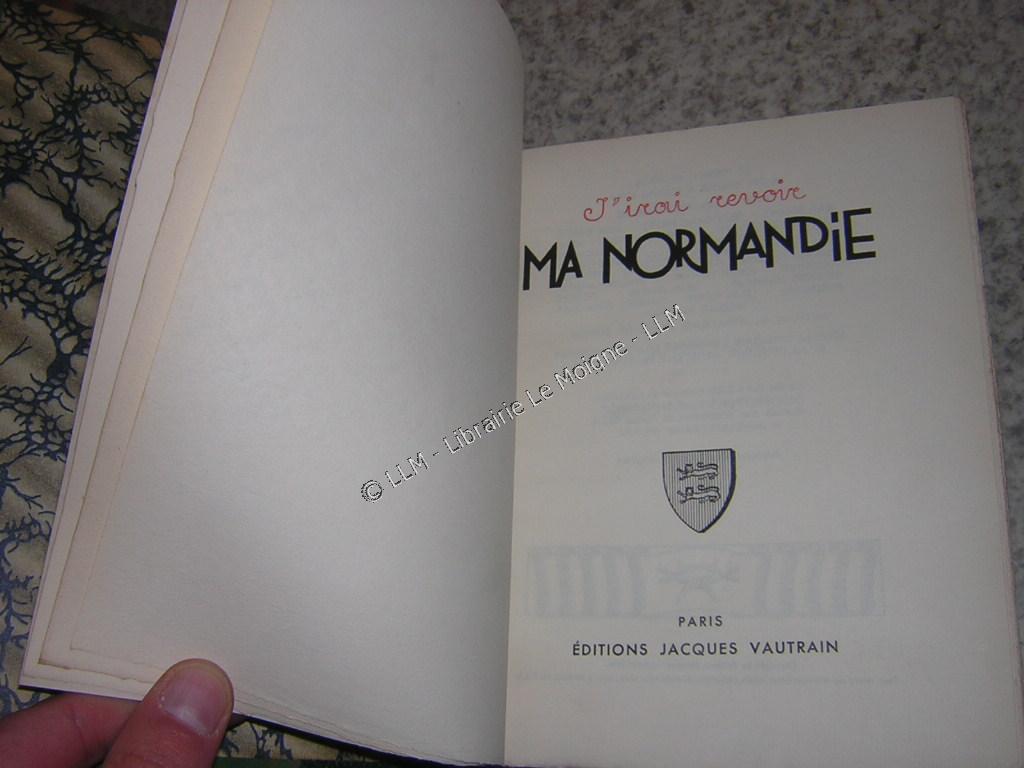 J'irai revoir
MA NORMANDiE
© LLM - Librairie Le Moigne - LLM
PARIS
ÉDITIONS JACQUES VAUTRAIN